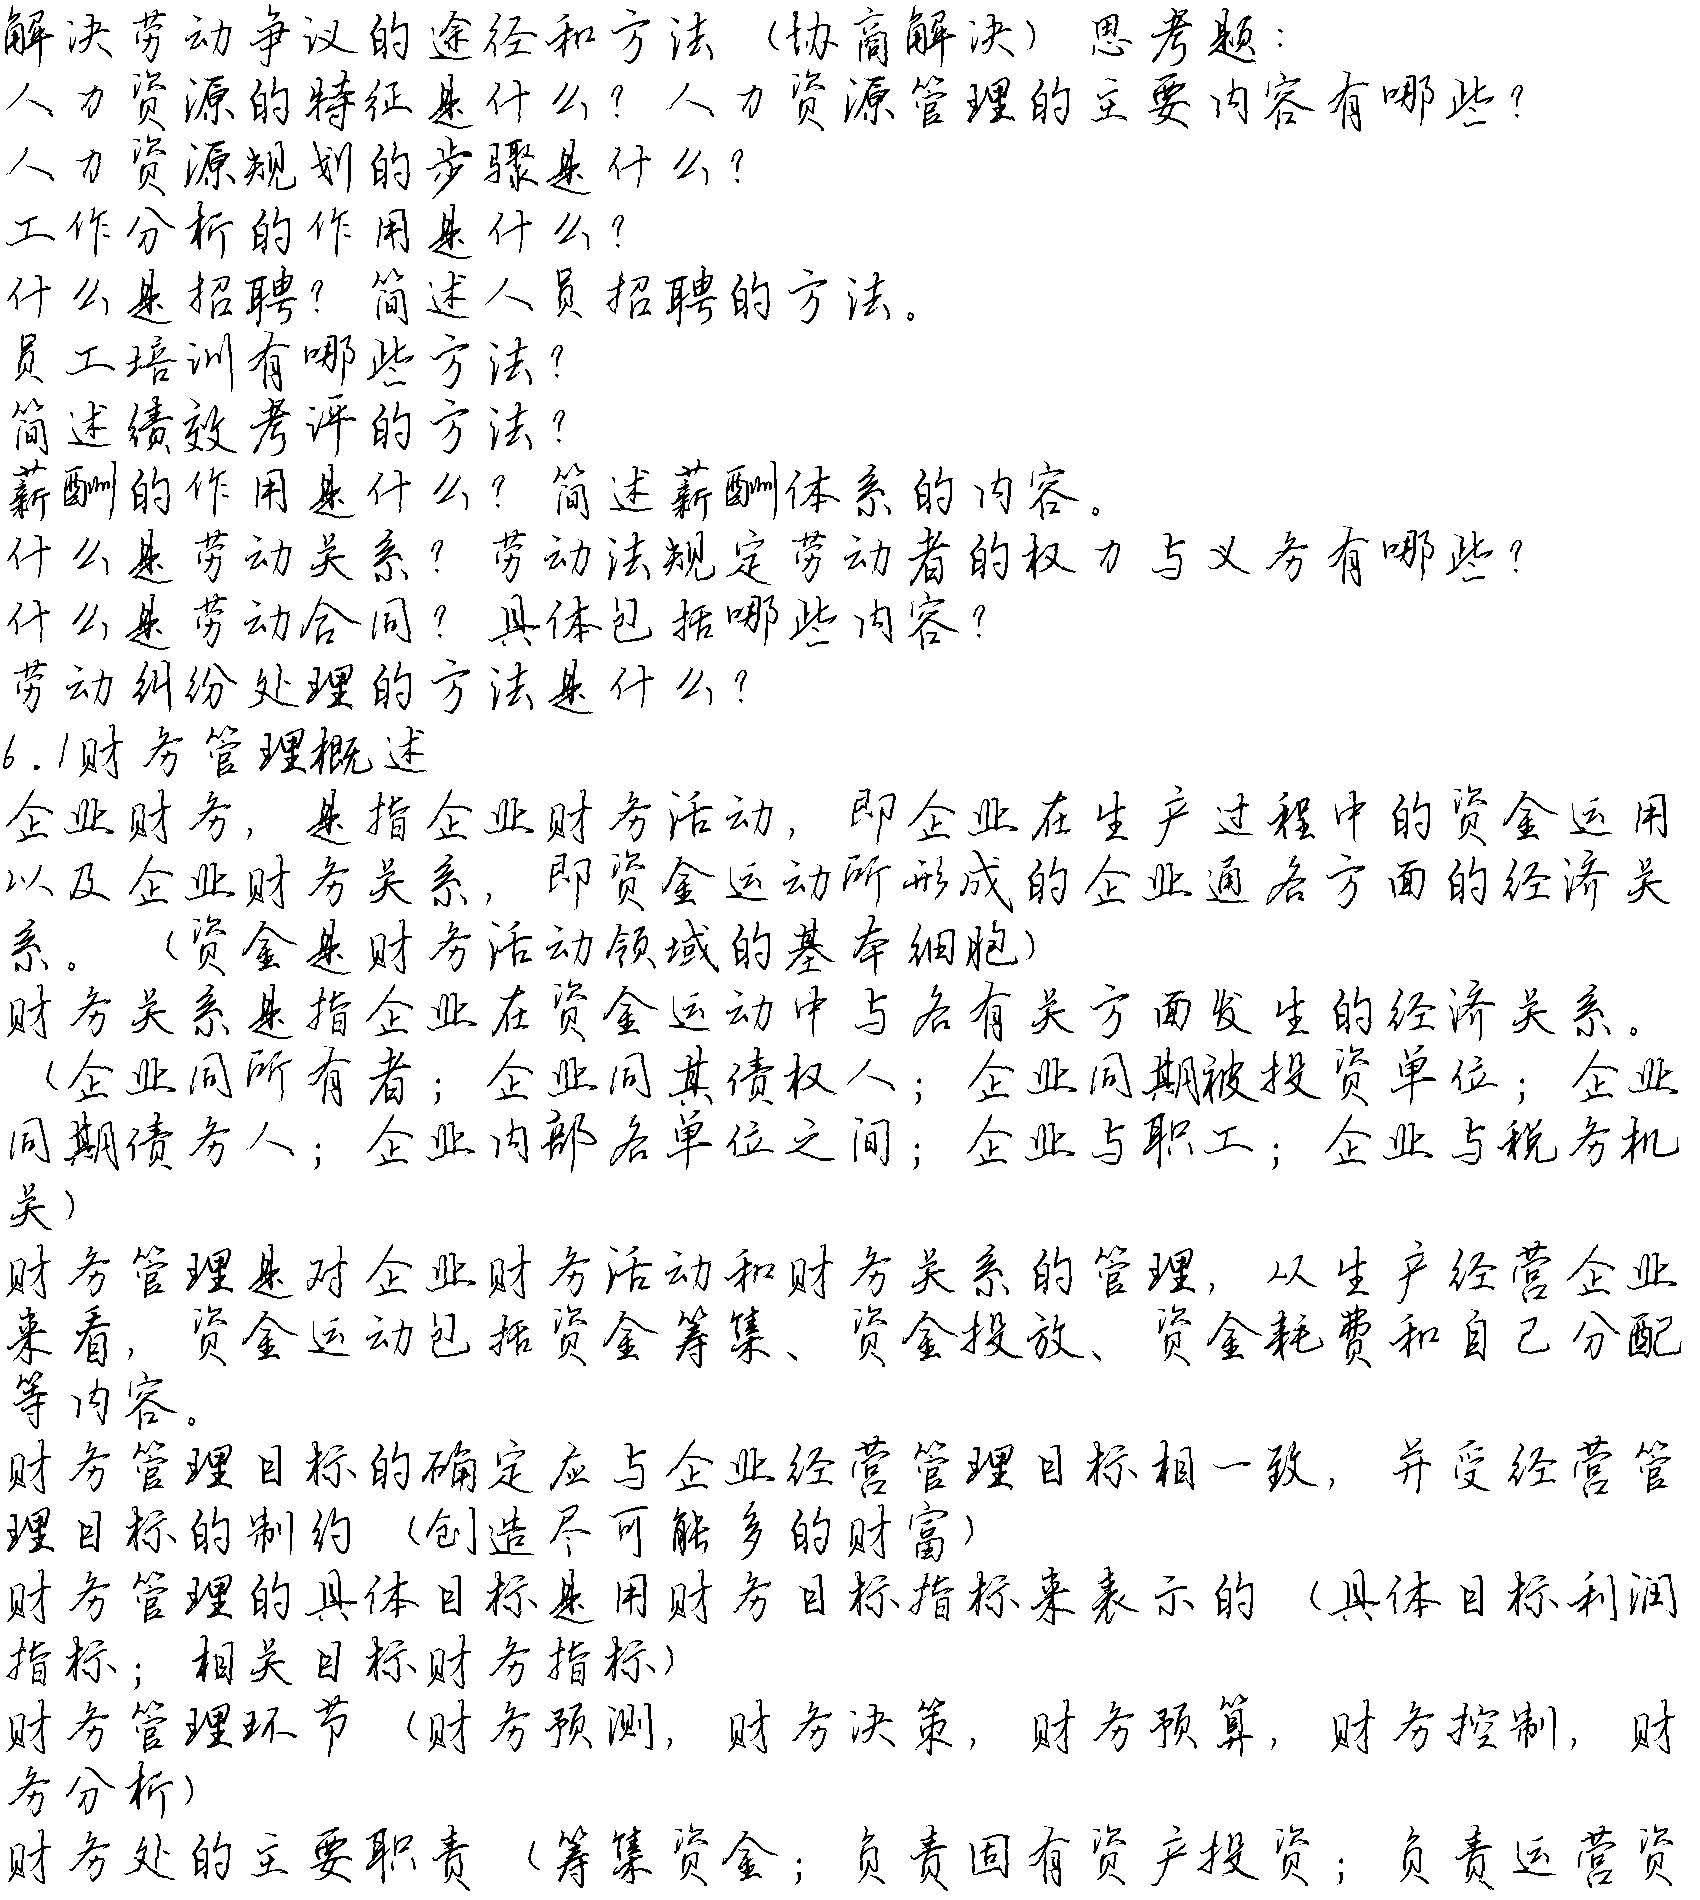 解决劳动争议的途径和方法（协商解决）思考题：
人力资源的特征是什么？人力资源管理的主要内容有哪些？
人力资源规划的步骤是什么？
工作分析的作用是什么？
什么是招聘？简述人员招聘的方法。
员工培训有哪些方法？
简述绩效考评的方法？
薪酬的作用是什么？简述薪酬体系的内容。
什么是劳动关系？劳动法规定劳动者的权力与义务有哪些？
什么是劳动合同？具体包括哪些内容？
劳动纠纷处理的方法是什么？
6.1财务管理概述
企业财务，是指企业财务活动，即企业在生产过程中的资金运用
以及企业财务关系，即资金运动所形成的企业通各方面的经济关
系。（资金是财务活动领域的基本细胞）
财务关系是指企业在资金运动中与各有关方面发生的经济关系。
（企业同所有者；企业同其债权人；企业同期被投资单位；企业
同期债务人；企业内部各单位之间；企业与职工；企业与税务机
关）
财务管理是对企业财务活动和财务关系的管理，从生产经营企业
来看，资金运动包括资金筹集、资金投放、资金耗费和自己分配
等内容。
财务管理目标的确定应与企业经营管理目标相一致，并受经营管
理目标的制约（创造尽可能多的财富）
财务管理的具体目标是用财务目标指标来表示的（具体目标利润
指标；相关目标财务指标）
财务管理环节（财务预测，财务决策，财务预算，财务控制，财
务分析）
财务处的主要职责（筹集资金；负责固有资产投资；负责运营资